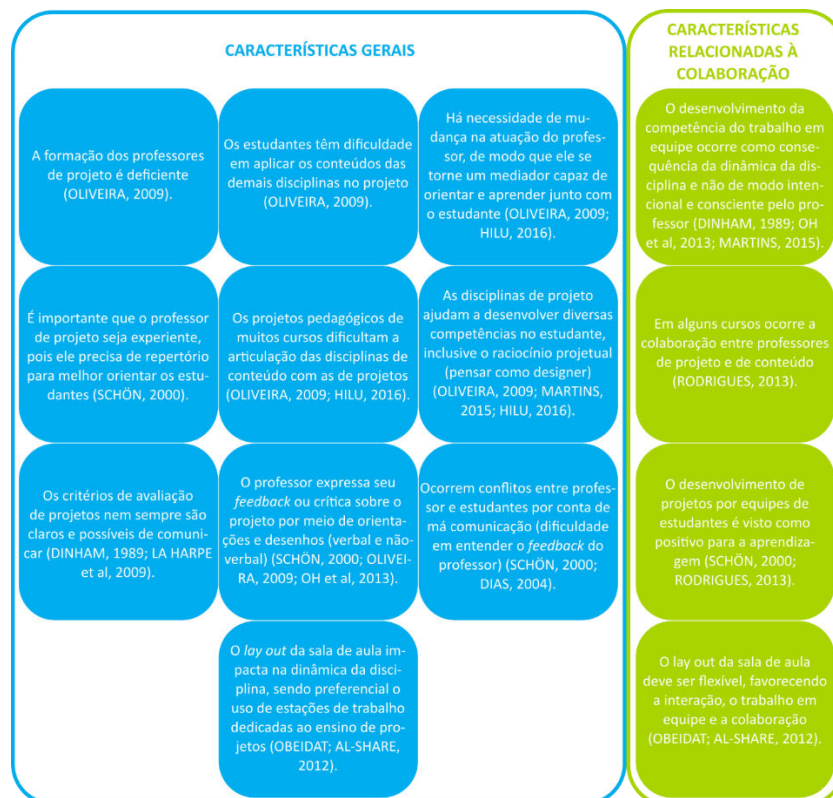 CARACTERÍSTICAS GERAIS
A formação dos professores
de projeto é deficiente
(OLIVEIRA, 2009).
Os estudantes têm dificuldade
em aplicar os conteúdos das
demais disciplinas no projeto
(OLIVEIRA, 2009).
Há necessidade de mu-
dança na atuação do profes-
sor, de modo que ele se
torne um mediador capaz de
orientar e aprender junto com
o estudante (OLIVEIRA, 2009;
HILU, 2016).
É importante que o professor
de projeto seja experiente,
pois ele precisa de repertório
para melhor orientar os estu-
dantes (SCHÖN, 2000).
Os projetos pedagógicos de
muitos cursos dificultam a
articulação das disciplinas de
conteúdo com as de projetos
(OLIVEIRA, 2009; HILU, 2016).
As disciplinas de projeto
ajudam a desenvolver diversas
competências no estudante,
inclusive o raciocínio projetual
(pensar como designer)
(OLIVEIRA, 2009; MARTINS,
2015; HILU, 2016).
Os critérios de avaliação
de projetos nem sempre são
claros e possíveis de comuni-
car (DINHAM, 1989; LA HARPE
et al, 2009).
O professor expressa seu
feedback ou crítica sobre o
projeto por meio de orienta-
ções e desenhos (verbal e não-
verbal) (SCHÖN, 2000; OLIVEI-
RA, 2009; OH et al, 2013).
Ocorrem conflitos entre profes-
sor e estudantes por conta de
má comunicação (dificuldade
em entender o feedback do
professor) (SCHÖN, 2000;
DIAS, 2004).
O lay out da sala de aula im-
pacta na dinâmica da discipli-
na, sendo preferencial o
uso de estações de trabalho
dedicadas ao ensino de pro-
jetos (OBEIDAT; AL-SHARE,
2012).
CARACTERÍSTICAS
RELACIONADAS À
COLABORAÇÃO
O desenvolvimento da
competência do trabalho em
equipe ocorre como conse-
quência da dinâmica da dis-
ciplina e não de modo inten-
cional e consciente pelo pro-
fessor (DINHAM, 1989; OH
et al, 2013; MARTINS, 2015).
Em alguns cursos ocorre a
colaboração entre professores
de projeto e de conteúdo
(RODRIGUES, 2013).
O desenvolvimento de
projetos por equipes de
estudantes é visto como
positivo para a aprendiza-
gem (SCHÖN, 2000;
RODRIGUES, 2013).
O lay out da sala de aula
deve ser flexível, favorecendo
a interação, o trabalho em
equipe e a colaboração
(OBEIDAT; AL-SHARE, 2012).